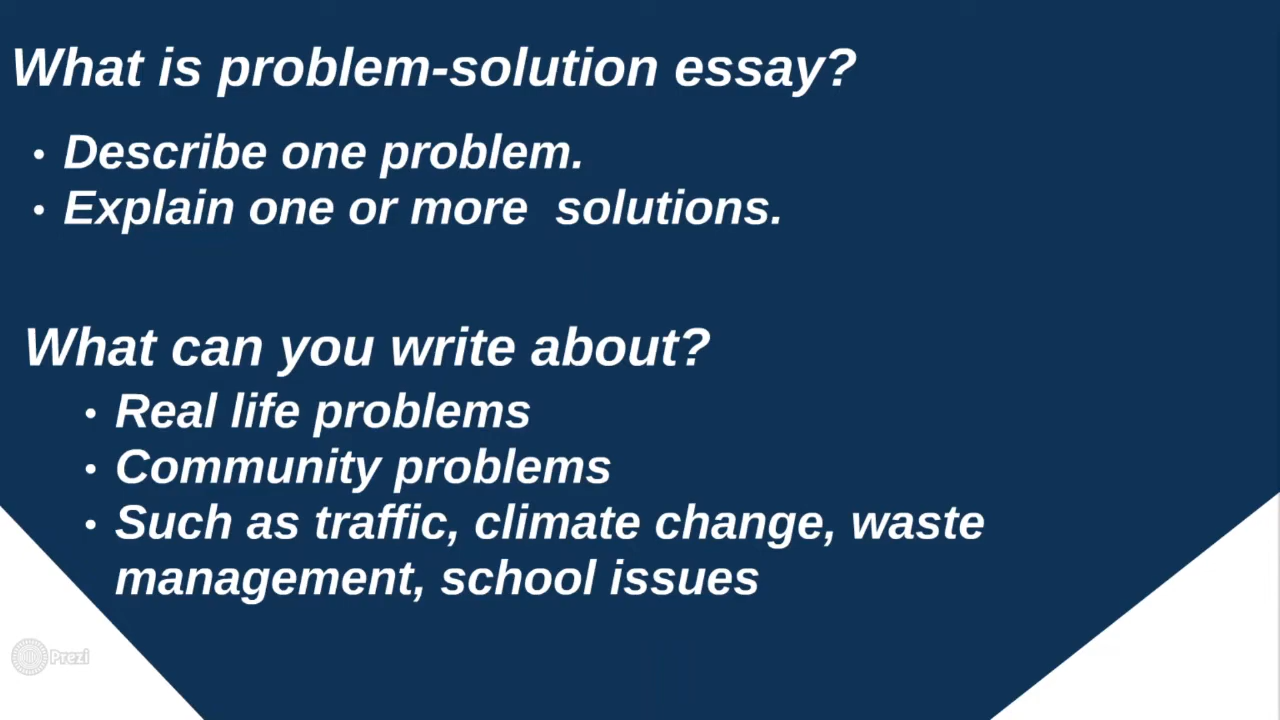 What is problem-solution essay?
• Describe one problem.
• Explain one or more  solutions.
What can you write about?
• Real life problems
• Community problems
• Such as traffic, climate change, waste
management, school issues
Prezi